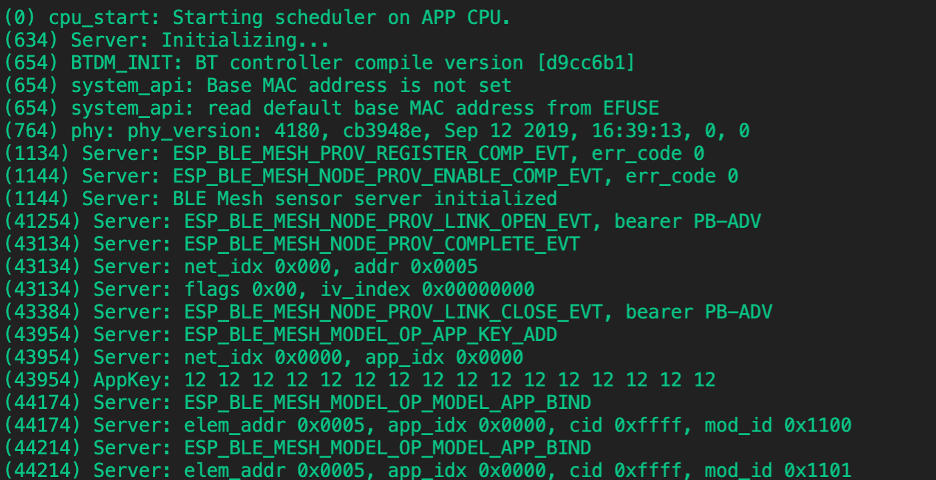 (0) cpu_start: Starting scheduler on APP CPU.
(634) Server: Initializing...
(654) BTDM_INIT: BT controller compile version [d9cc6b1]
(654) system_api: Base MAC address is not set
(654) system_api: read default base MAC address from EFUSE
(764) phy: phy_version: 4180, cb3948e, Sep 12 2019, 16:39:13, 0, 0
(1134) Server: ESP_BLE_MESH_PROV_REGISTER_COMP_EVT, err_code 0
(1144) Server: ESP_BLE_MESH_NODE_PROV_ENABLE_COMP_EVT, err_code 0
(1144) Server: BLE Mesh sensor server initialized
(41254) Server: ESP_BLE_MESH_NODE_PROV_LINK_OPEN_EVT, bearer PB-ADV
(43134) Server: ESP_BLE_MESH_NODE_PROV_COMPLETE_EVT
(43134) Server: net_idx 0x000, addr 0x0005
(43134) Server: flags 0x00, iv_index 0x00000000
(43384) Server: ESP_BLE_MESH_NODE_PROV_LINK_CLOSE_EVT, bearer PB-ADV
(43954) Server: ESP_BLE_MESH_MODEL_OP_APP_KEY_ADD
(43954) Server: net_idx 0x0000, app_idx 0x0000
(43954) AppKey: 12 12 12 12 12 12 12 12 12 12 12 12 12 12 12 12
(44174) Server: ESP_BLE_MESH_MODEL_OP_MODEL_APP_BIND
(44174) Server: elem_addr 0x0005, app_idx 0x0000, cid 0xffff, mod_id 0x1100
(44214) Server: ESP_BLE_MESH_MODEL_OP_MODEL_APP_BIND
(44214) Server: elem_addr 0x0005, app_idx 0x0000, cid 0xffff, mod_id 0x1101